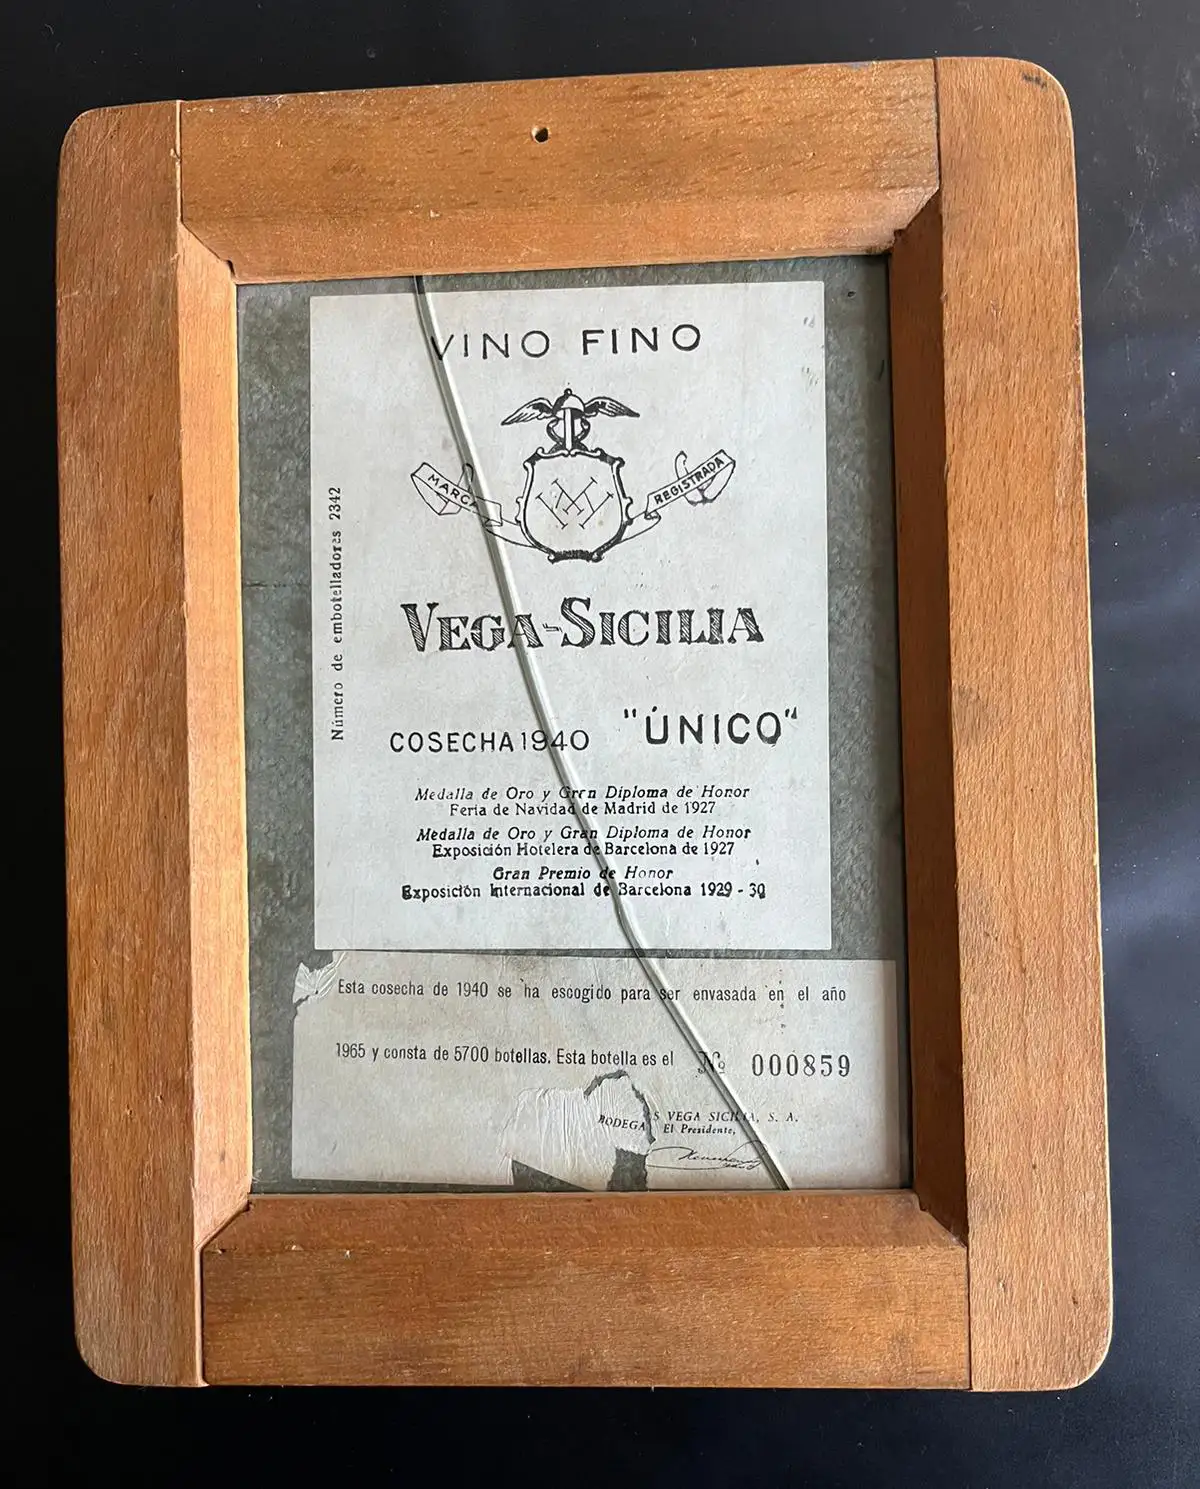 VINO FINO
MARCA REGISTRADA
Número de embotelladores 2342
VEGA-SICILIA
COSECHA 1940 "ÚNICO"
Medalla de Oro y Gran Diploma de Honor
Feria de Navidad de Madrid de 1927
Medalla de Oro y Gran Diploma de Honor
Exposición Hotelera de Barcelona de 1927
Gran Premio de Honor
Exposición Internacional de Barcelona 1929 - 30
Esta cosecha de 1940 se ha escogido para ser envasada en el año
1965 y consta de 5700 botellas. Esta botella es el Nº 000859
BODEGAS VEGA SICILIA, S. A.
El Presidente,